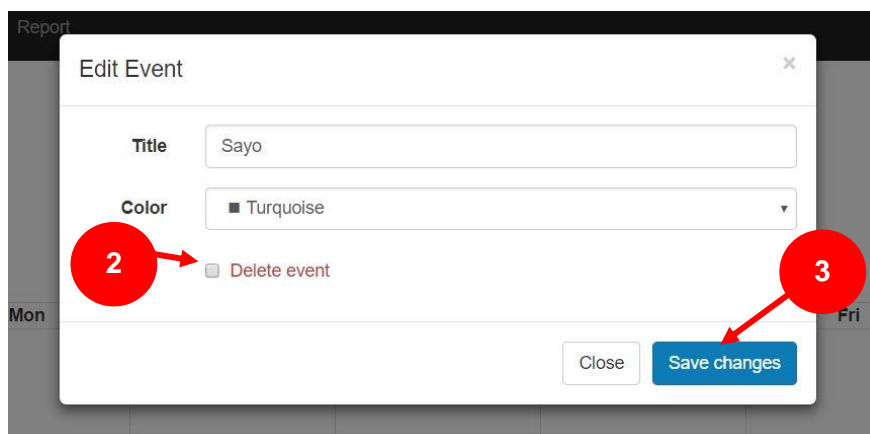 Report
Edit Event ×
Title Sayo
Color Turquoise
2 Delete event
3
Mon Fri
Close Save changes